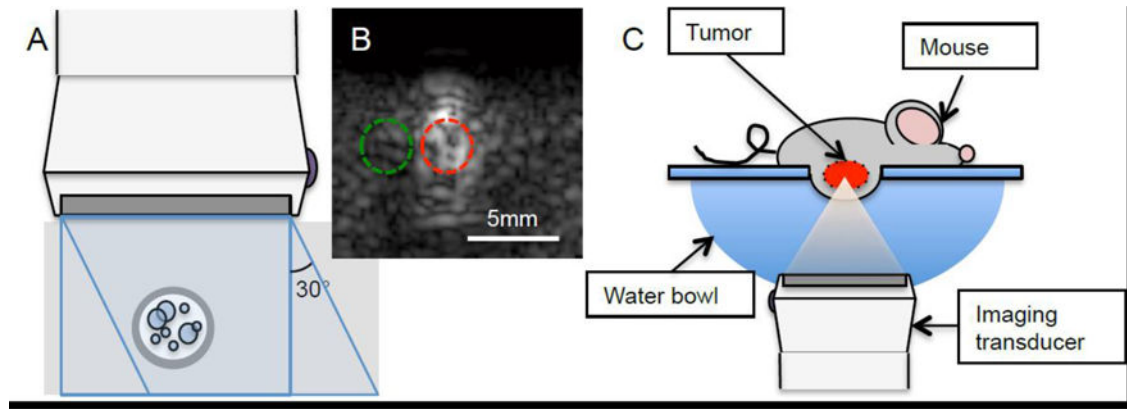 A
30°
B
5mm
C
Tumor
Mouse
Water bowl
Imaging
transducer